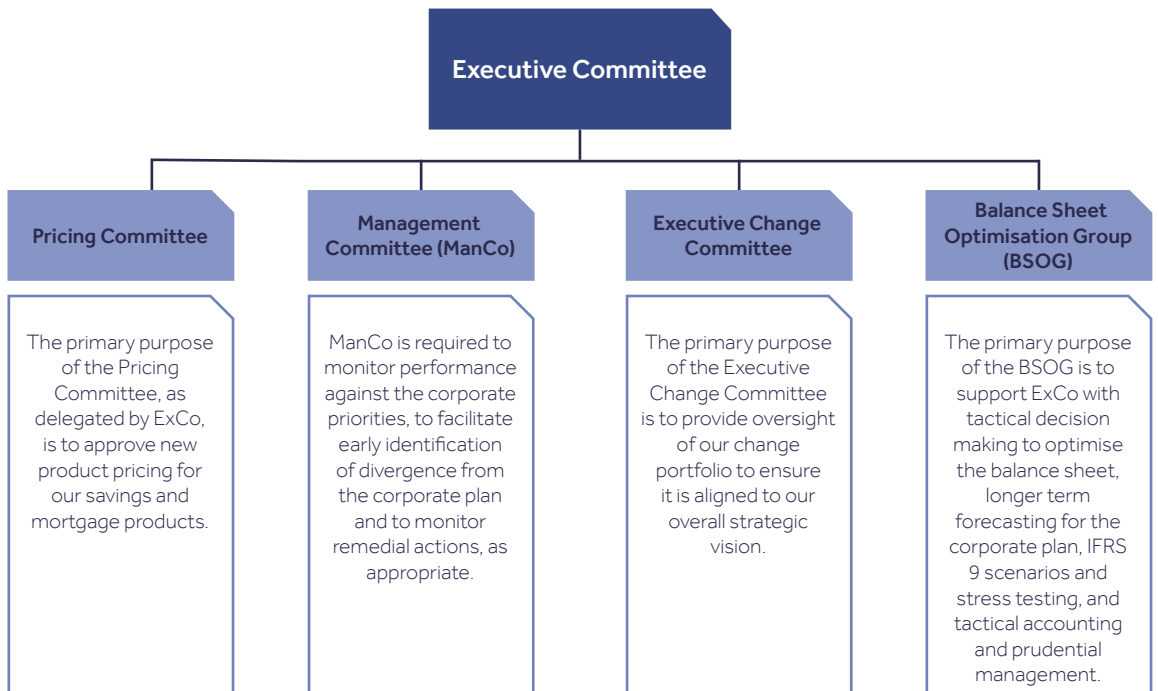 Executive Committee
Pricing Committee
The primary purpose
of the Pricing
Committee, as
delegated by ExCo,
is to approve new
product pricing for
our savings and
mortgage products.
Management
Committee (ManCo)
ManCo is required to
monitor performance
against the corporate
priorities, to facilitate
early identification
of divergence from
the corporate plan
and to monitor
remedial actions, as
appropriate.
Executive Change
Committee
The primary purpose
of the Executive
Change Committee
is to provide oversight
of our change
portfolio to ensure
it is aligned to our
overall strategic
vision.
Balance Sheet
Optimisation Group
(BSOG)
The primary purpose
of the BSOG is to
support ExCo with
tactical decision
making to optimise
the balance sheet,
longer term
forecasting for the
corporate plan, IFRS
9 scenarios and
stress testing, and
tactical accounting
and prudential
management.